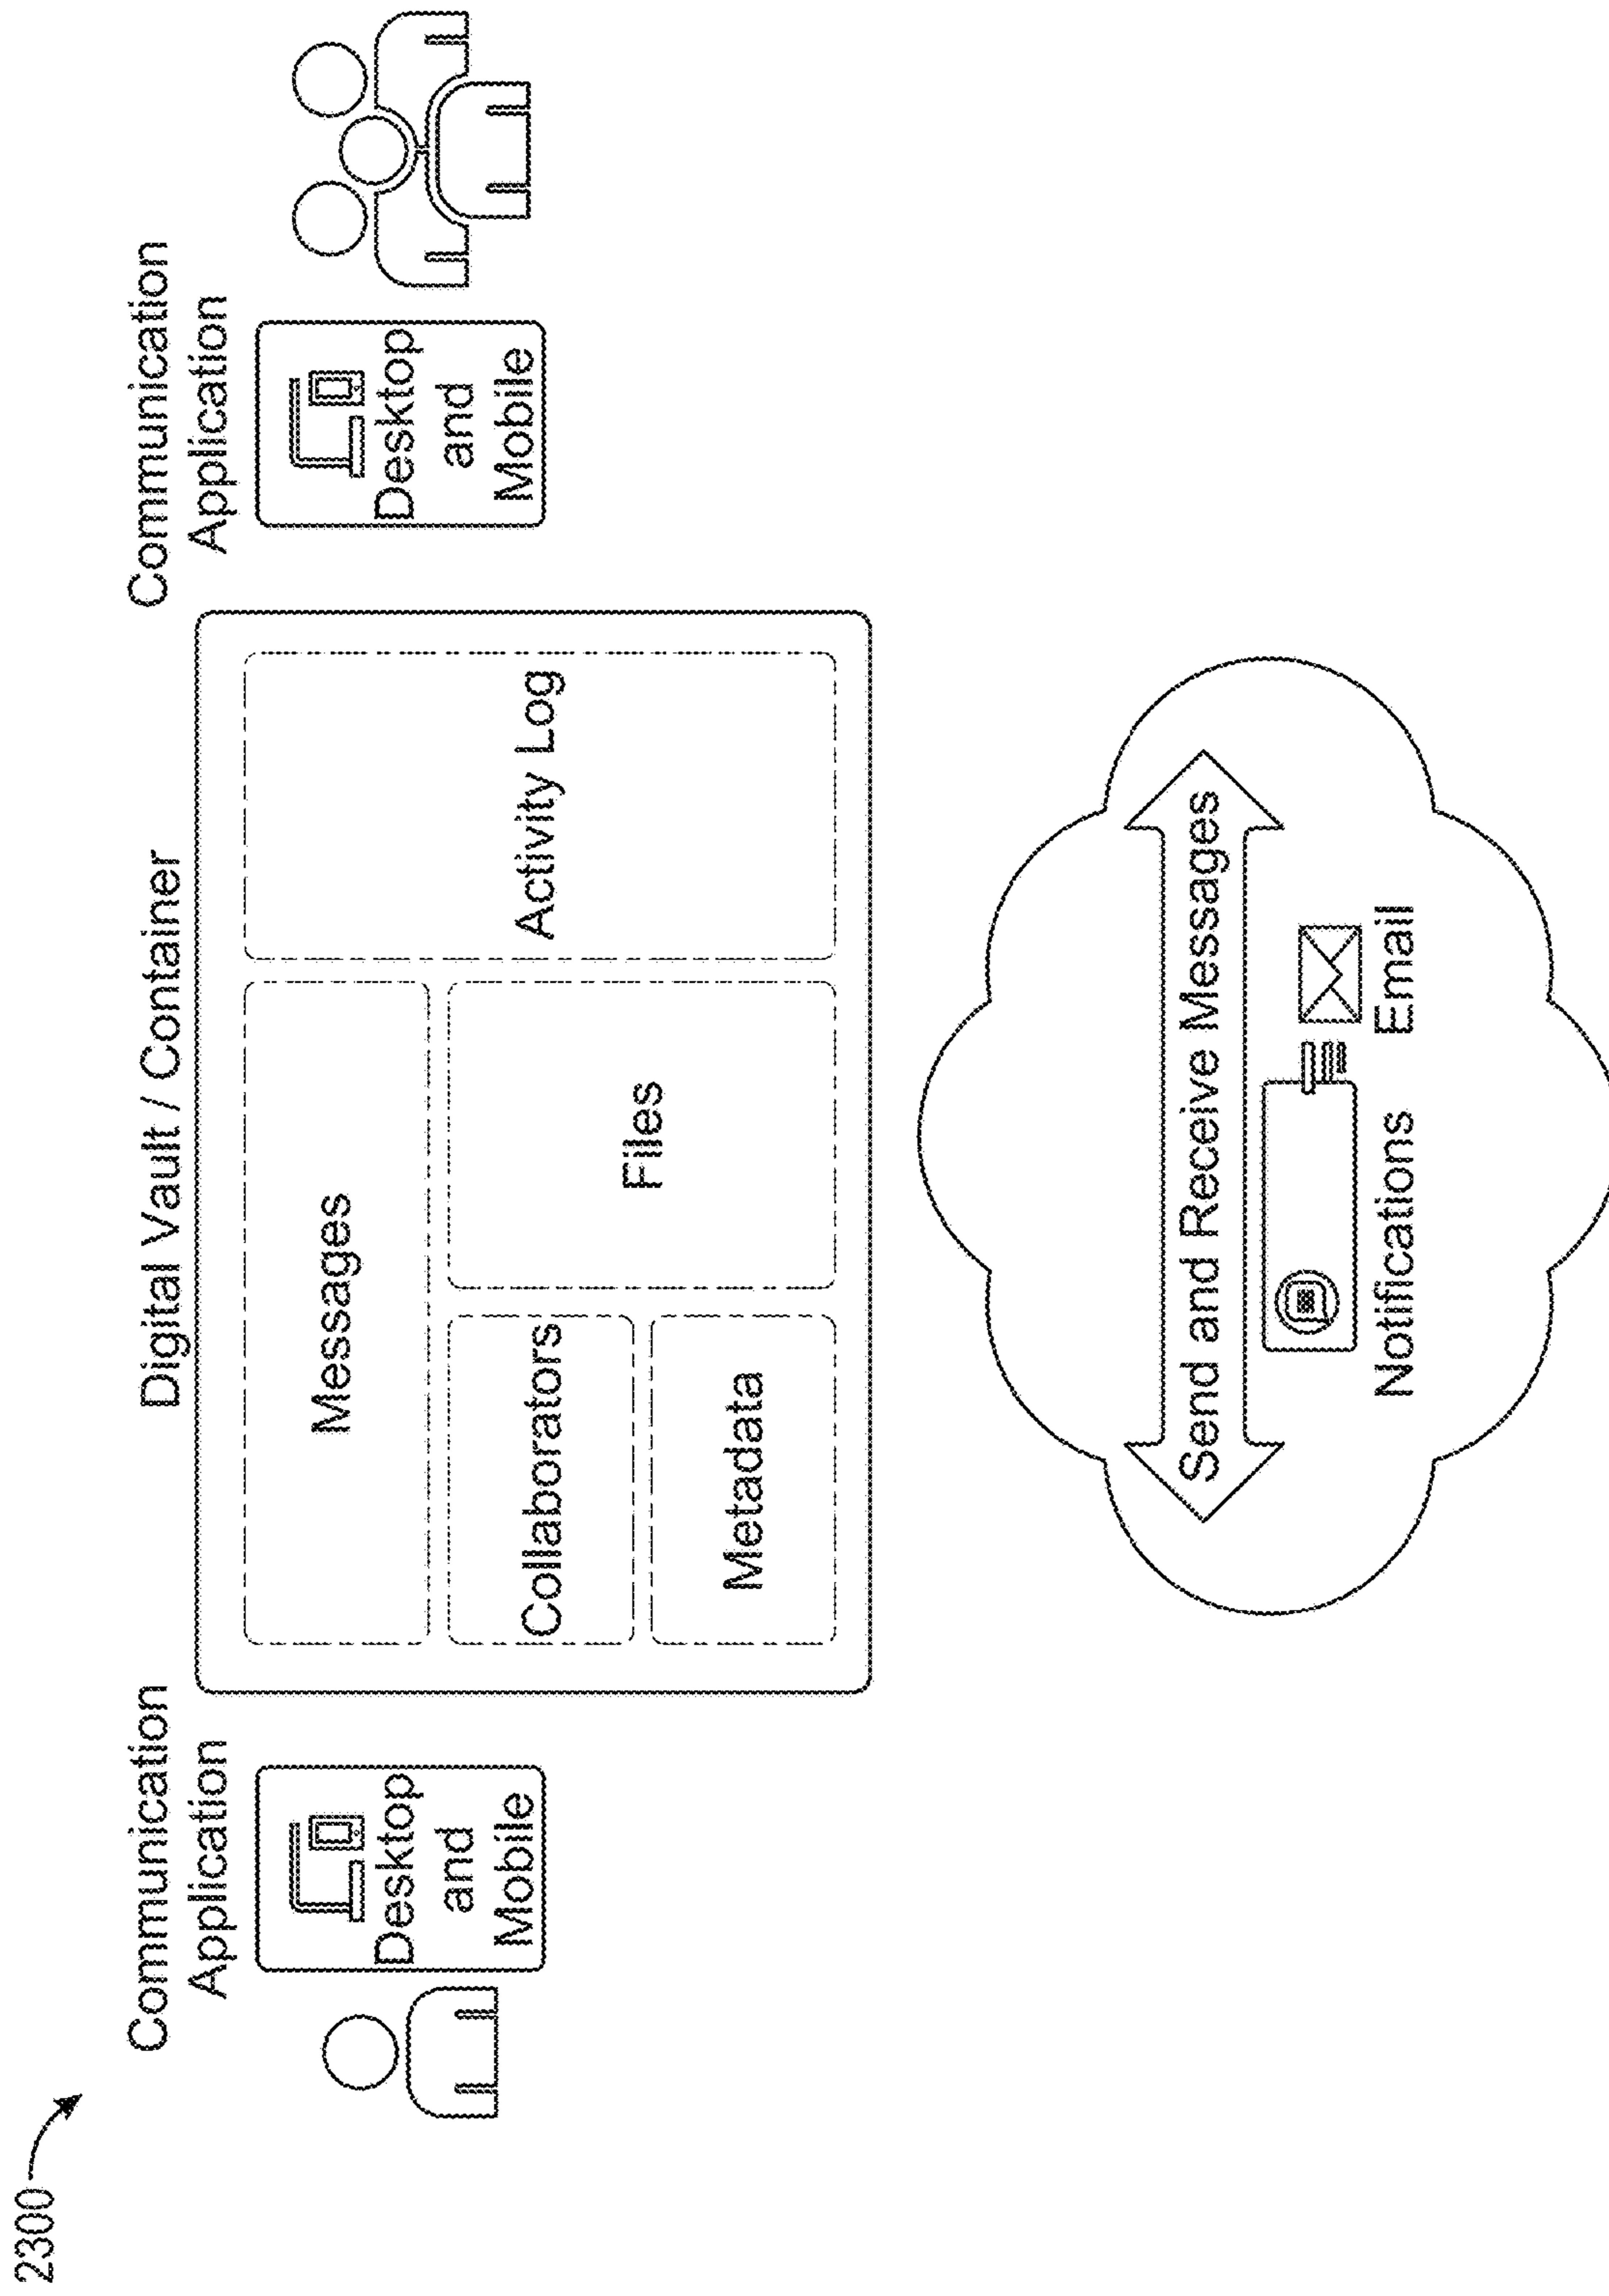 2300
Communication
Application
Desktop
and
Mobile
Digital Vault / Container
Messages
Collaborators
Metadata
Files
Activity Log
Communication
Application
Desktop
and
Mobile
Send and Receive Messages
Notifications
Email